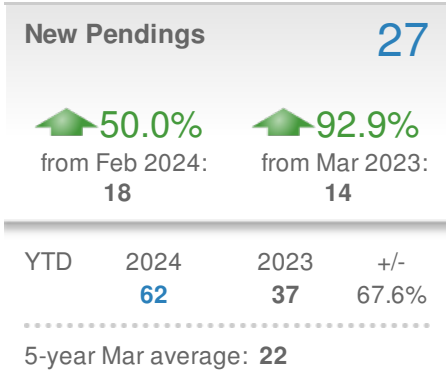 New Pendings 27
50.0% 92.9%
from Feb 2024: from Mar 2023:
18 14
YTD 2024 2023 +/-
62 37 67.6%
5-year Mar average: 22